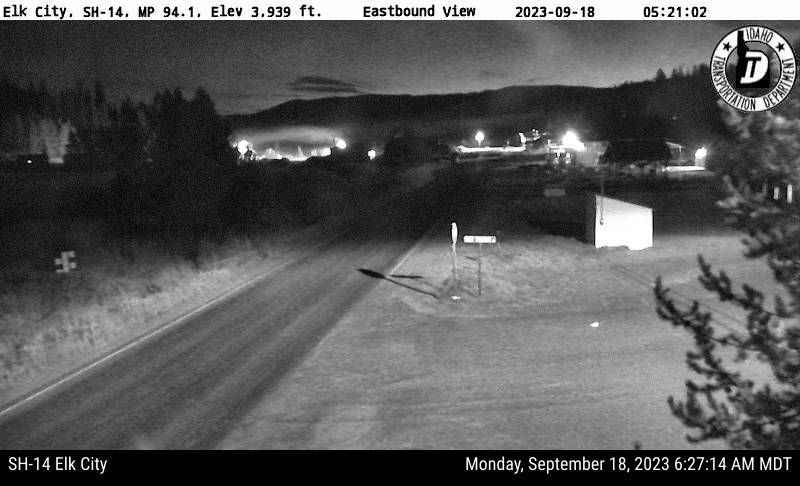 Elk City, SH-14, MP 94.1, Elev 3,939 ft. Eastbound View 2023-09-18 05:21:02
IDAHO
TRANSPORTATION DEPARTMENT
SH-14 Elk City Monday, September 18, 2023 6:27:14 AM MDT